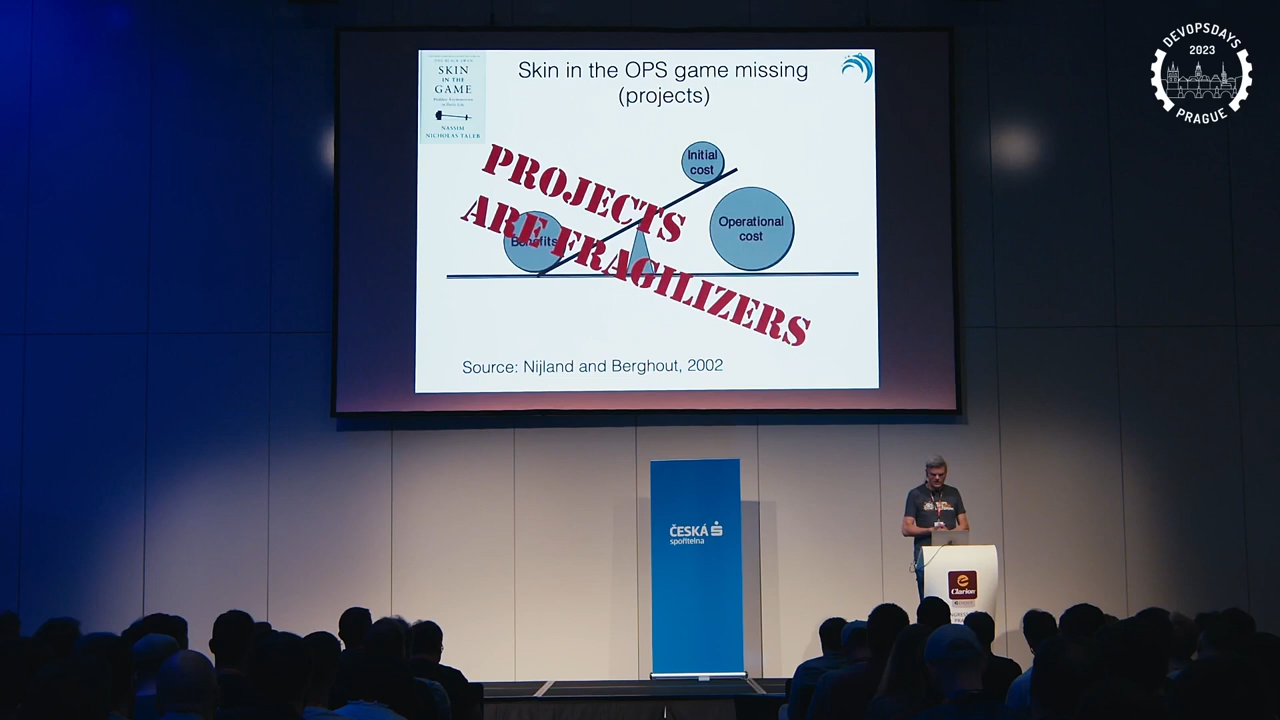 DEVOPSDAYS
2023
PRAGUE
SKIN
IN THE
GAME
NASSIM
NICHOLAS TALEB
Skin in the OPS game missing
(projects)
Initial
cost
Operational
cost
Benefits
PROJECTS
ARE FRAGILIZERS
Source: Nijland and Berghout, 2002
ČESKÁ
spořitelna
Clarion